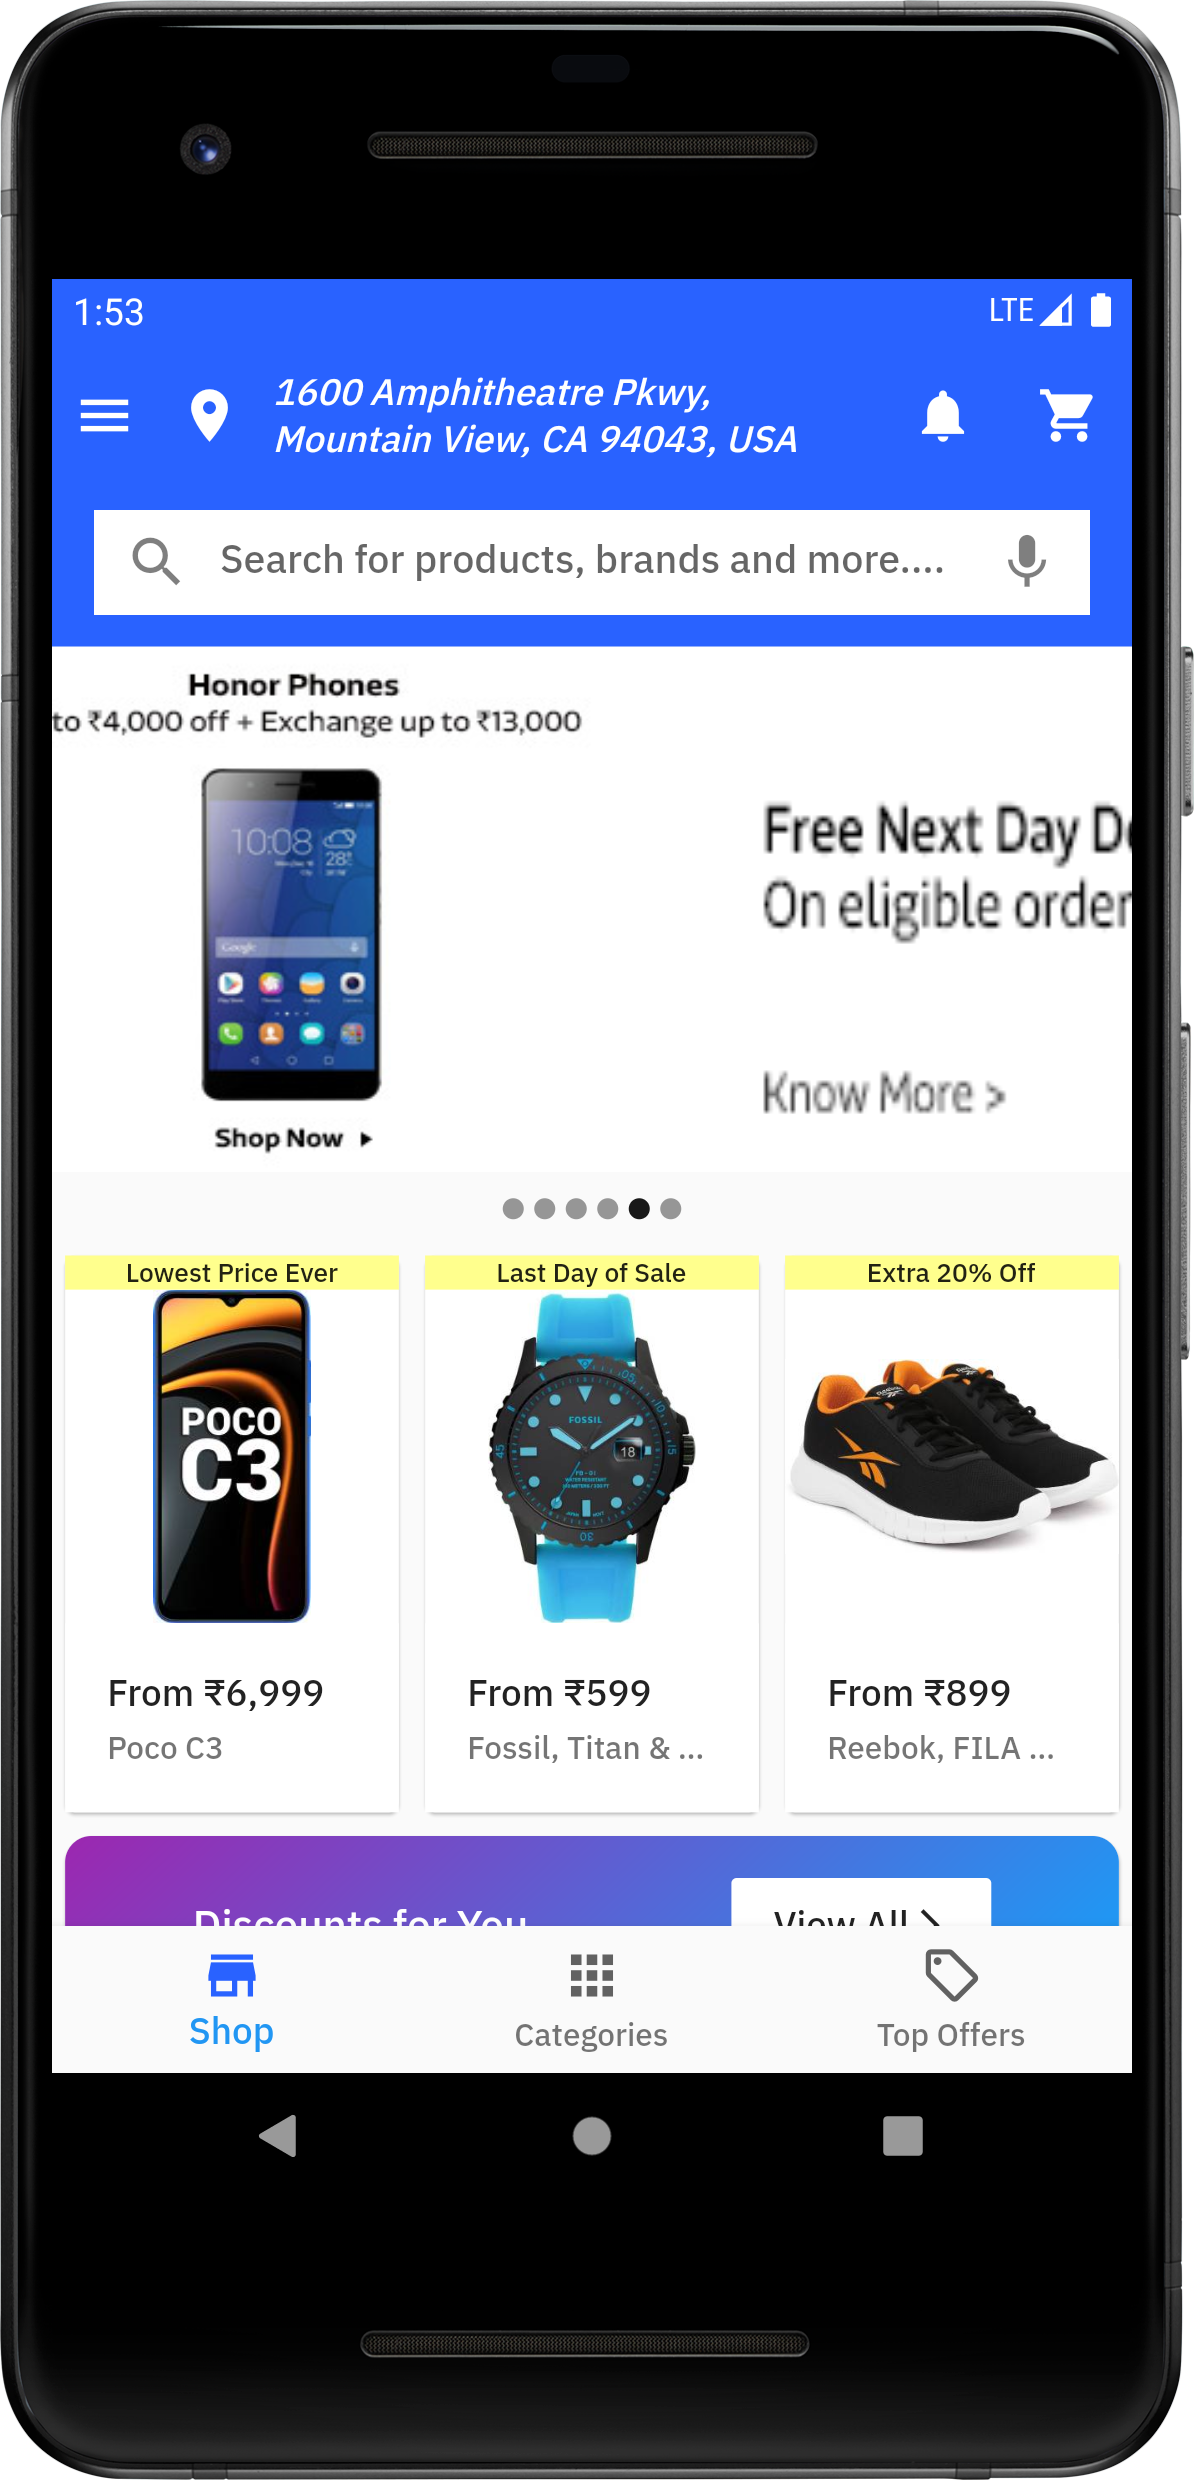 1:53
LTE
1600 Amphitheatre Pkwy,
Mountain View, CA 94043, USA
Search for products, brands and more....
Honor Phones
to ₹4,000 off + Exchange up to ₹13,000
10:08
28°
Google
Shop Now
Free Next Day De
On eligible order
Know More >
Lowest Price Ever
Last Day of Sale
Extra 20% Off
POCO
C3
FOSSIL
18
From ₹6,999
From ₹599
From ₹899
Poco C3
Fossil, Titan & ...
Reebok, FILA ...
Discounts for You
View All
Shop
Categories
Top Offers